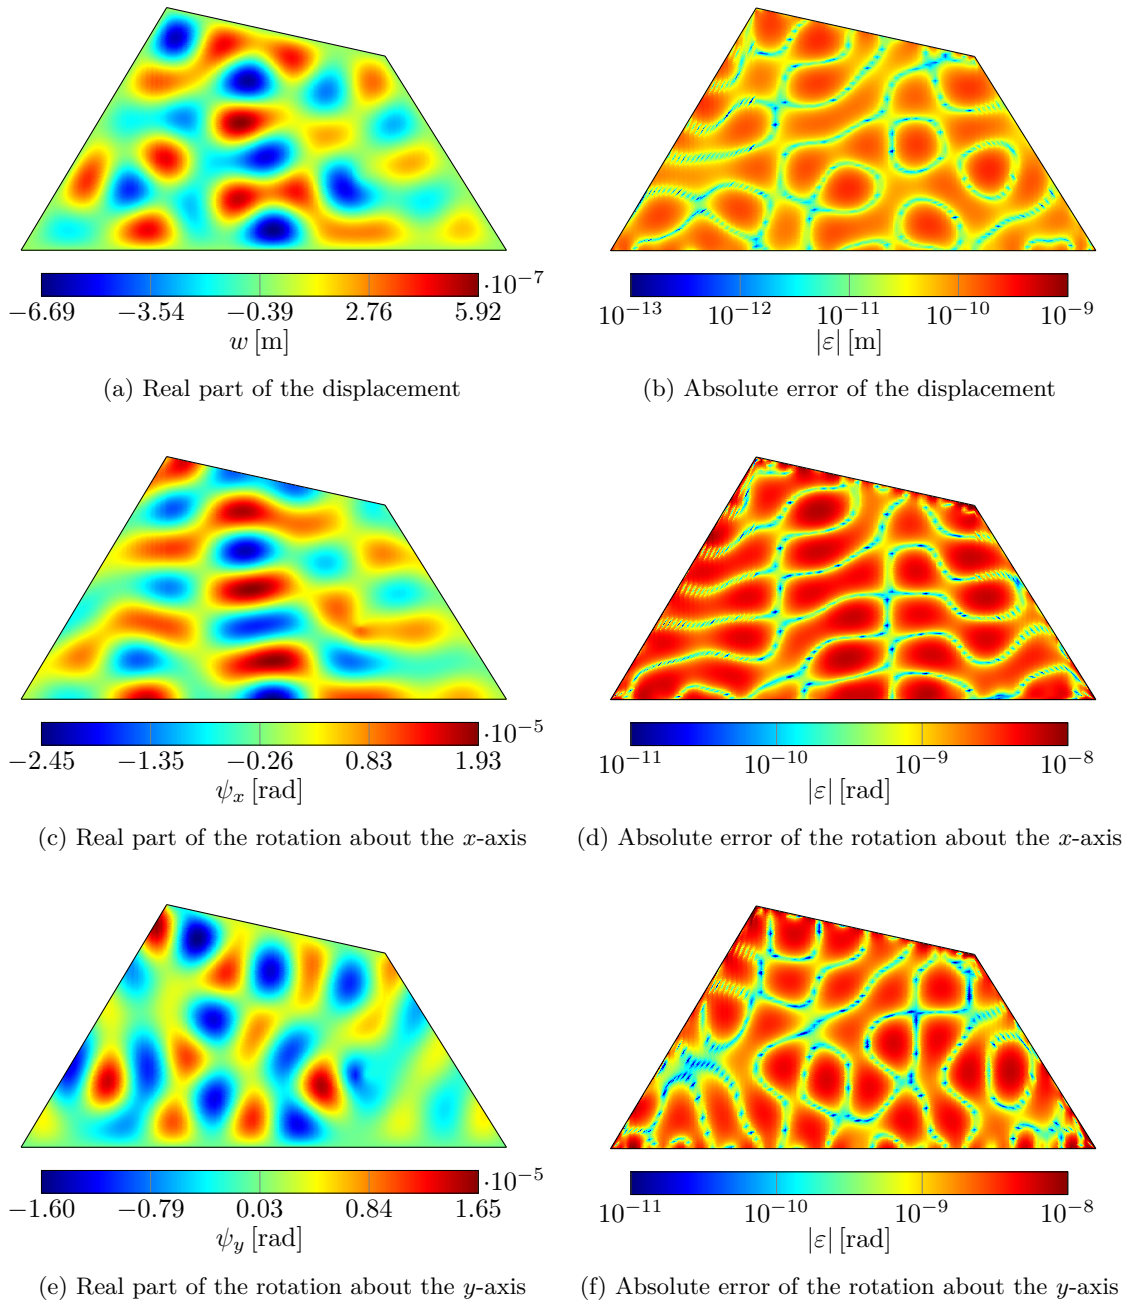 ·10⁻⁷
−6.69 −3.54 −0.39 2.76 5.92
w [m]
(a) Real part of the displacement
10⁻¹³ 10⁻¹² 10⁻¹¹ 10⁻¹⁰ 10⁻⁹
|ε| [m]
(b) Absolute error of the displacement
·10⁻⁵
−2.45 −1.35 −0.26 0.83 1.93
ψₓ [rad]
(c) Real part of the rotation about the x-axis
10⁻¹¹ 10⁻¹⁰ 10⁻⁹ 10⁻⁸
|ε| [rad]
(d) Absolute error of the rotation about the x-axis
·10⁻⁵
−1.60 −0.79 0.03 0.84 1.65
ψ_y [rad]
(e) Real part of the rotation about the y-axis
10⁻¹¹ 10⁻¹⁰ 10⁻⁹ 10⁻⁸
|ε| [rad]
(f) Absolute error of the rotation about the y-axis